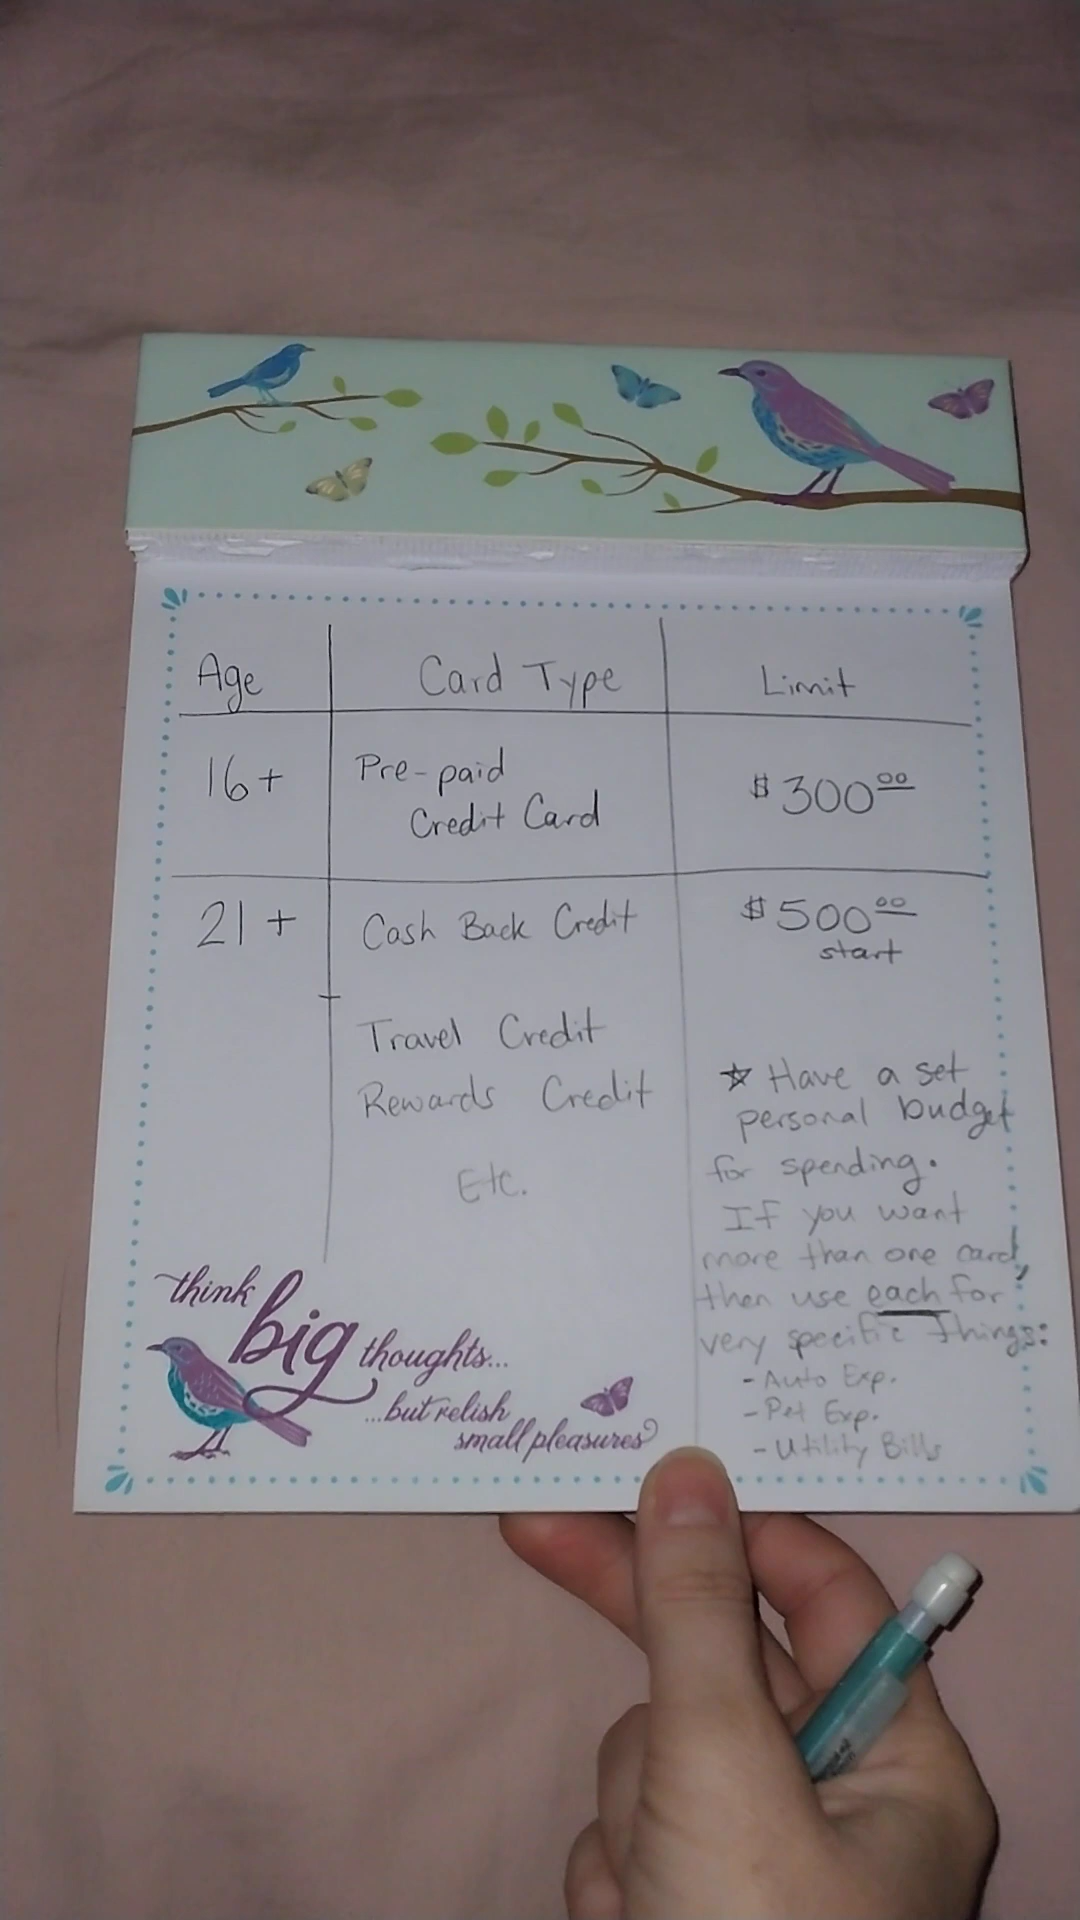 Age
Card Type
Limit
16+
Pre-paid
Credit Card
$300.00
21+
Cash Back Credit
$500.00
start
Travel Credit
Rewards Credit
Etc.
☆ Have a set
personal budget
for spending.
If you want
more than one card,
then use each for
very specific things:
- Auto Exp.
- Pet Exp.
- Utility Bills
think
big thoughts...
...but relish
small pleasures